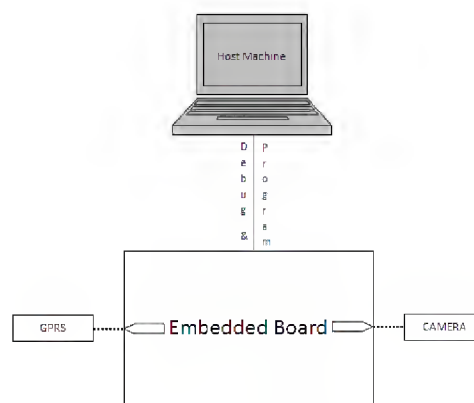 Host Machine
Debug &
Program
GPRS
Embedded Board
CAMERA